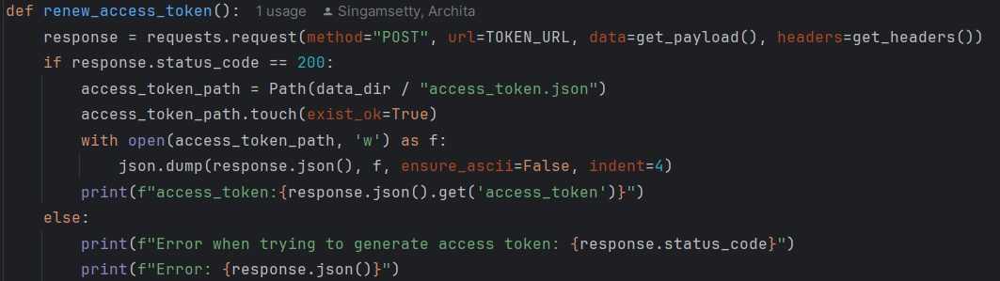 def renew_access_token(): 1 usage Singamsetty, Archita
    response = requests.request(method="POST", url=TOKEN_URL, data=get_payload(), headers=get_headers())
    if response.status_code == 200:
        access_token_path = Path(data_dir / "access_token.json")
        access_token_path.touch(exist_ok=True)
        with open(access_token_path, 'w') as f:
            json.dump(response.json(), f, ensure_ascii=False, indent=4)
        print(f"access_token:{response.json().get('access_token')}")
    else:
        print(f"Error when trying to generate access token: {response.status_code}")
        print(f"Error: {response.json()}")